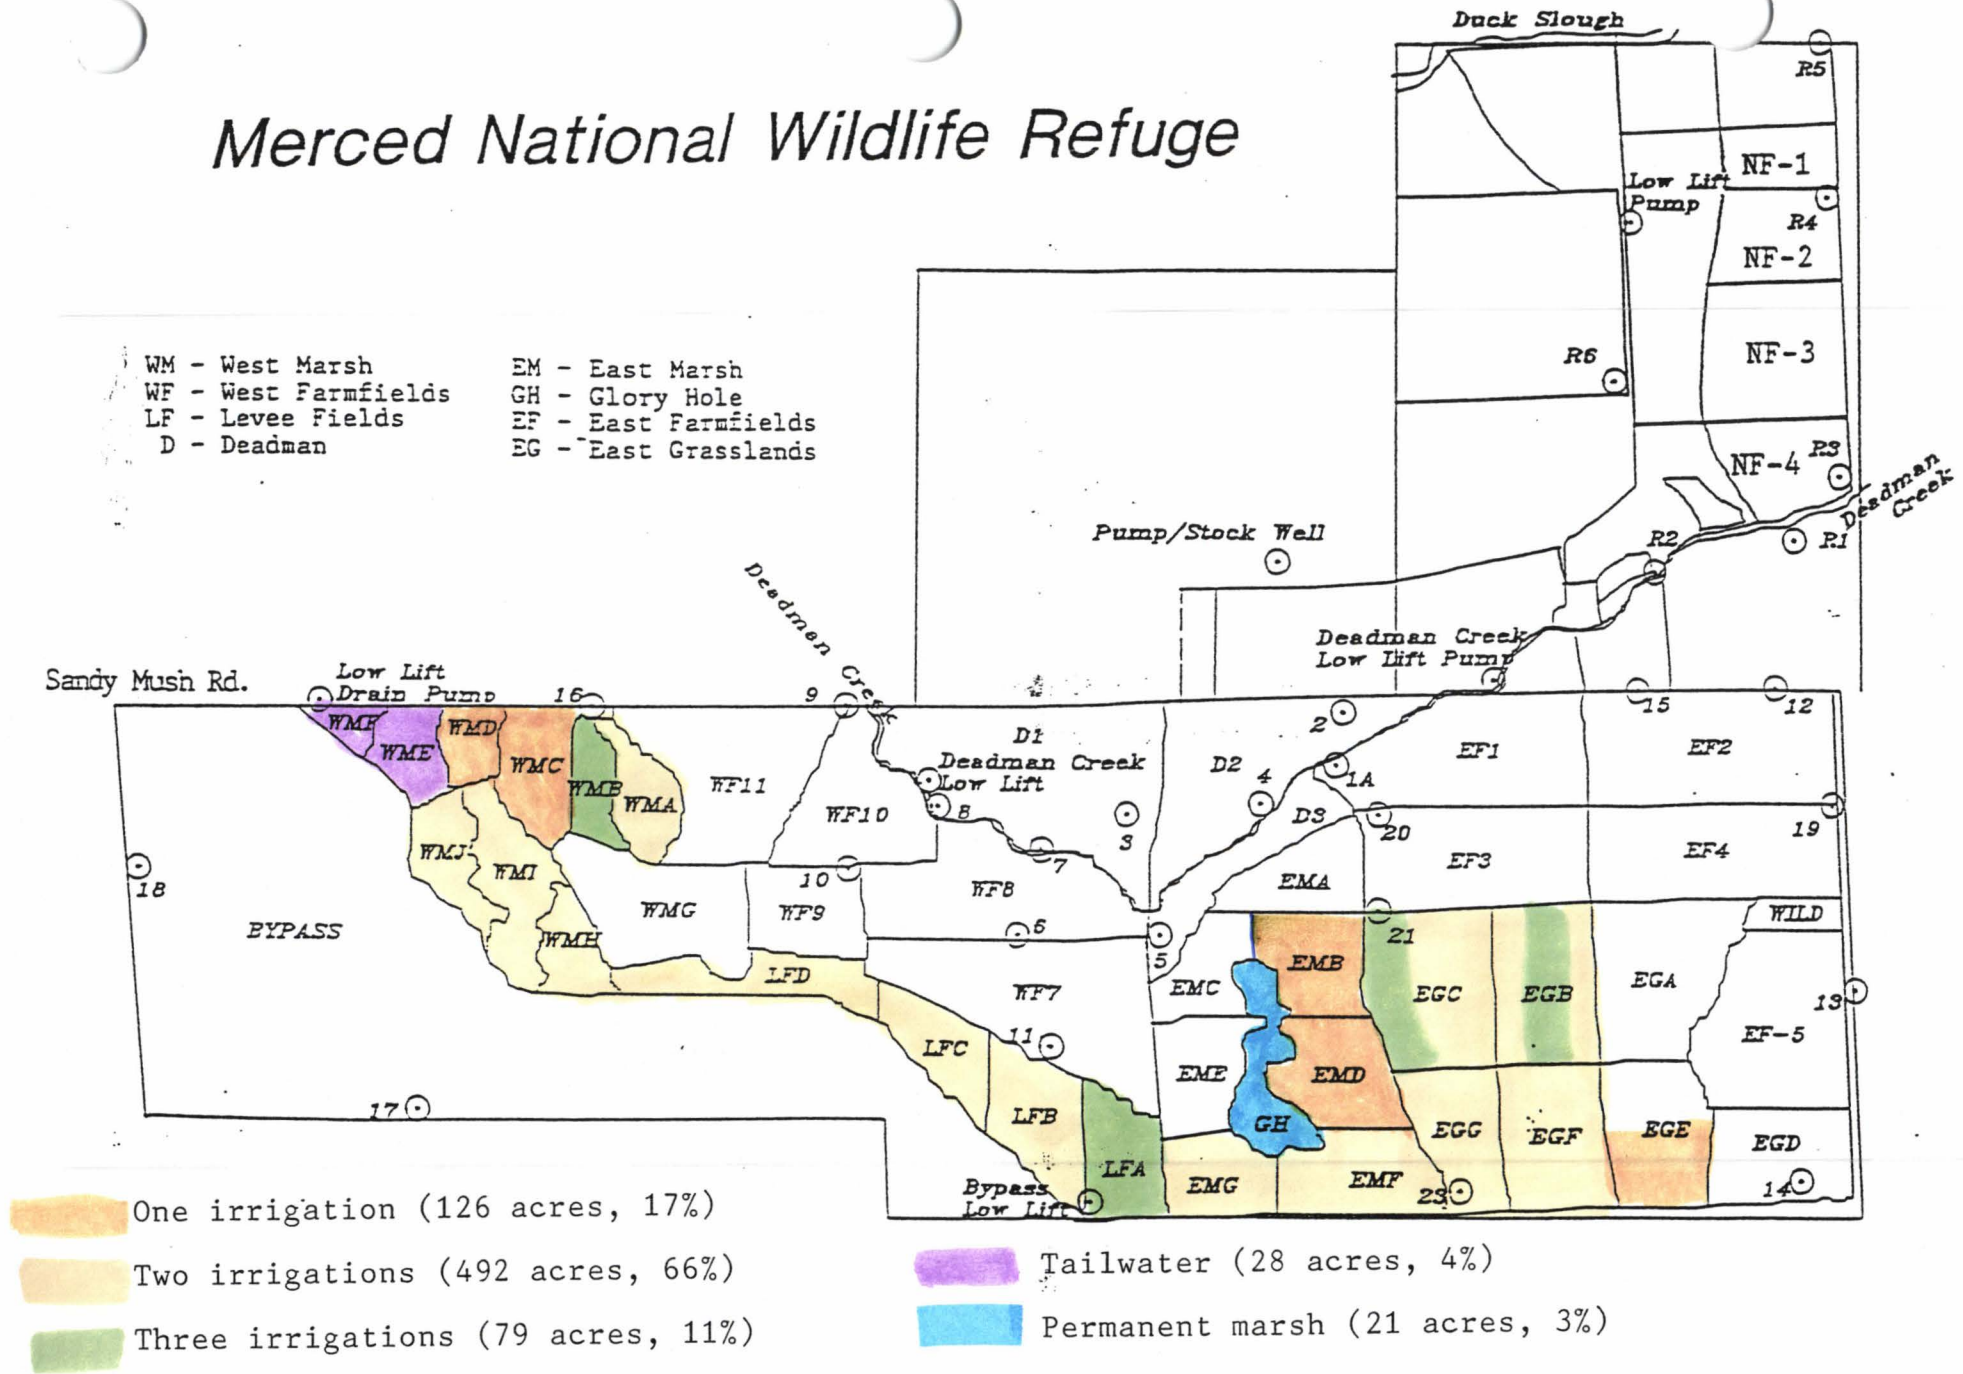 Duck Slough
R5
Merced National Wildlife Refuge
NF-1
Low Lift
Pump
R4
NF-2
WM - West Marsh
WF - West Farmfields
LF - Levee Fields
D - Deadman
EM - East Marsh
GH - Glory Hole
EF - East Farmfields
EG - East Grasslands
R6
NF-3
NF-4
R3
Deadman
Creek
Pump/Stock Well
R2
R1
Deadman Creek
Deadman Creek
Low Lift Pump
Sandy Mush Rd.
Low Lift
Drain Pump
16
9
15
12
2
WMF
WME
WMD
WMC
WMB
WMA
WF11
WF10
D1
Deadman Creek
Low Lift
8
3
D2
4
1A
D3
EF1
EF2
20
19
18
WMJ
WMI
WMG
WMH
10
WF9
WF8
7
6
EMA
EF3
EF4
WILD
BYPASS
LFD
WF7
5
EMC
EMB
21
EGC
EGB
EGA
13
EF-5
LFC
11
EME
EMD
17
LFB
GH
EGG
EGF
EGE
EGD
LFA
EMG
EMF
23
14
Bypass
Low Lift
One irrigation (126 acres, 17%)
Two irrigations (492 acres, 66%)
Three irrigations (79 acres, 11%)
Tailwater (28 acres, 4%)
Permanent marsh (21 acres, 3%)